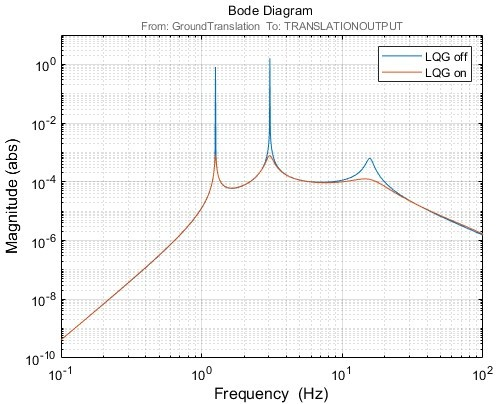 Bode Diagram
From: GroundTranslation To: TRANSLATIONOUTPUT
LQG off
LQG on
Magnitude (abs)
10^0
10^-2
10^-4
10^-6
10^-8
10^-10
10^-1
10^0
10^1
10^2
Frequency (Hz)